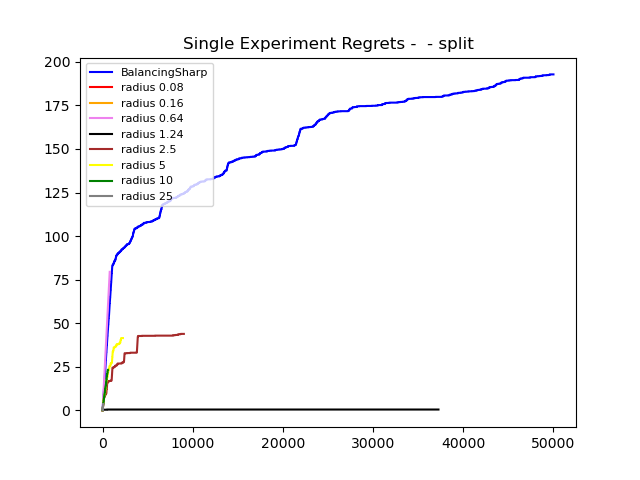 Single Experiment Regrets -  - split
200
175
150
125
100
75
50
25
0
BalancingSharp
radius 0.08
radius 0.16
radius 0.64
radius 1.24
radius 2.5
radius 5
radius 10
radius 25
0 10000 20000 30000 40000 50000